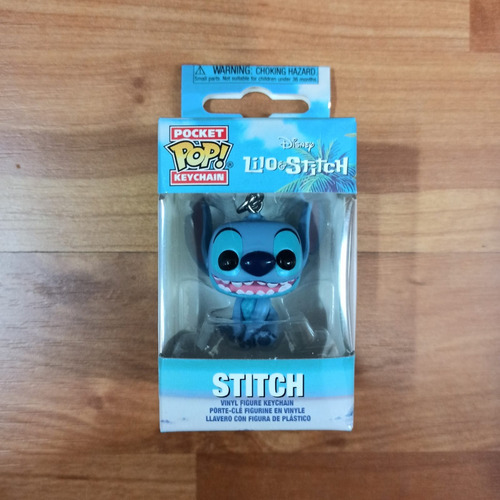 WARNING: CHOKING HAZARD
Small parts. Not suitable for children under 36 months.
POCKET
POP!®
KEYCHAIN
Disney
Lilo & Stitch
STITCH
VINYL FIGURE KEYCHAIN
PORTE-CLÉ FIGURINE EN VINYLE
LLAVERO CON FIGURA DE PLÁSTICO